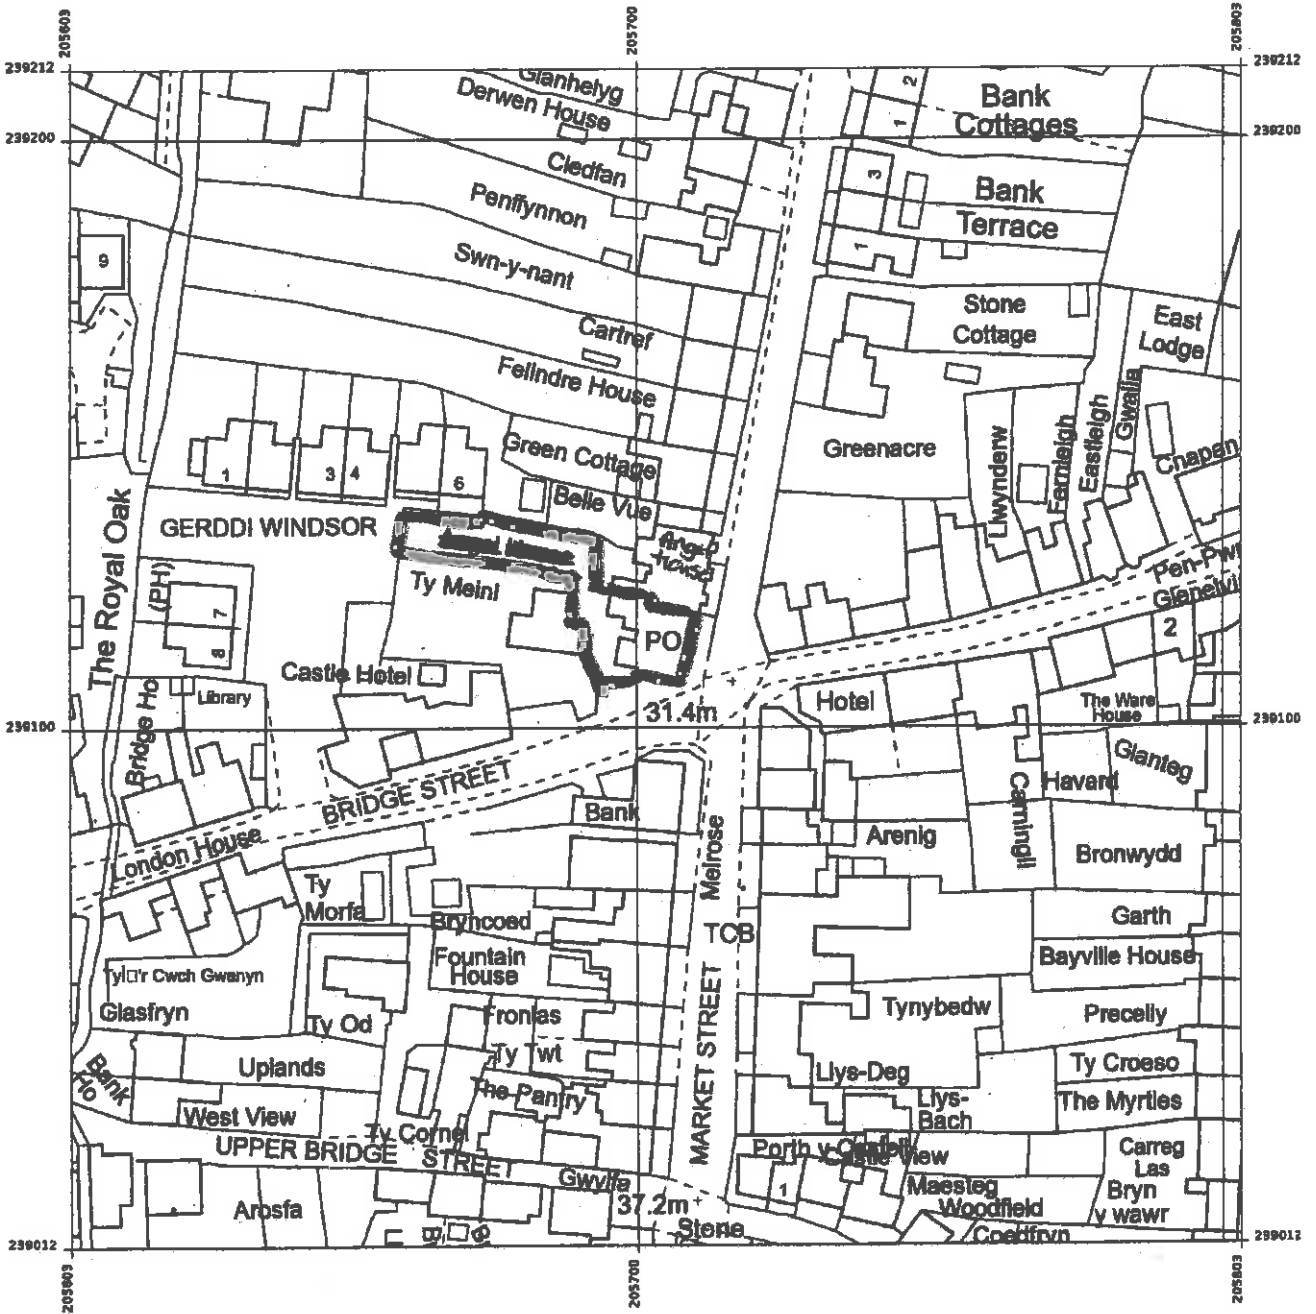 205603
205700
205803
239212
239212
Glanhelyg
Derwen House
2
Bank
Cottages
1
239200
239200
Cledfan
3
Bank
Terrace
Penffynnon
1
9
Swn-y-nant
Stone
Cottage
East
Lodge
Cartref
Felindre House
Gwalia
Eastleigh
Fernleigh
Llwynderw
Greenacre
Green Cottage
Chapan
1
3
4
6
Belle Vue
GERDDI WINDSOR
Angel
House
The Royal Oak
(PH)
Ty Meini
Pen-Pwr
Glanelvi
7
8
PO
2
Castle Hotel
Library
Bridge Ho
Hotel
The Ware
House
31.4m
239100
239100
Glanteg
Havard
Carningli
BRIDGE STREET
Bank
Melrose
Arenig
London House
Bronwydd
Ty
Morfa
Bryncoed
Garth
TCB
Fountain
House
Bayville House
Glasfryn
Ty Od
Fronlas
MARKET STREET
Tynybedw
Precelly
Ty Twt
Uplands
Llys-Deg
Ty Croeso
Bank
Ho
The Pantry
Llys-
Bach
The Myrtles
West View
Ty Cornel
UPPER BRIDGE STREET
Castle View
Carreg
Las
Gwylfa
1
Maesteg
Woodfield
Bryn
y wawr
Arosfa
37.2m
Stene
Coedfryn
239012
239012
205603
205700
205803